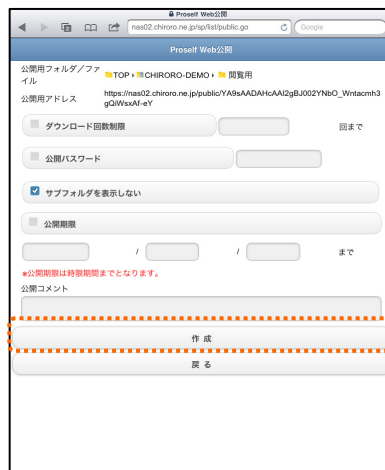 Proself Web公開
nas02.chiroro.ne.jp/sp/list/public.go
Google
Proself Web公開
公開用フォルダ／ファイル
TOP › CHIRORO-DEMO › 閲覧用
公開用アドレス
https://nas02.chiroro.ne.jp/public/YA9sAADAHcAAI2gBJ002YNbO_Wntacmh3
gQiWsxAf-eY
ダウンロード回数制限
回まで
公開パスワード
サブフォルダを表示しない
公開期限
/ / まで
※公開期限は時限期間までとなります。
公開コメント
作 成
戻 る